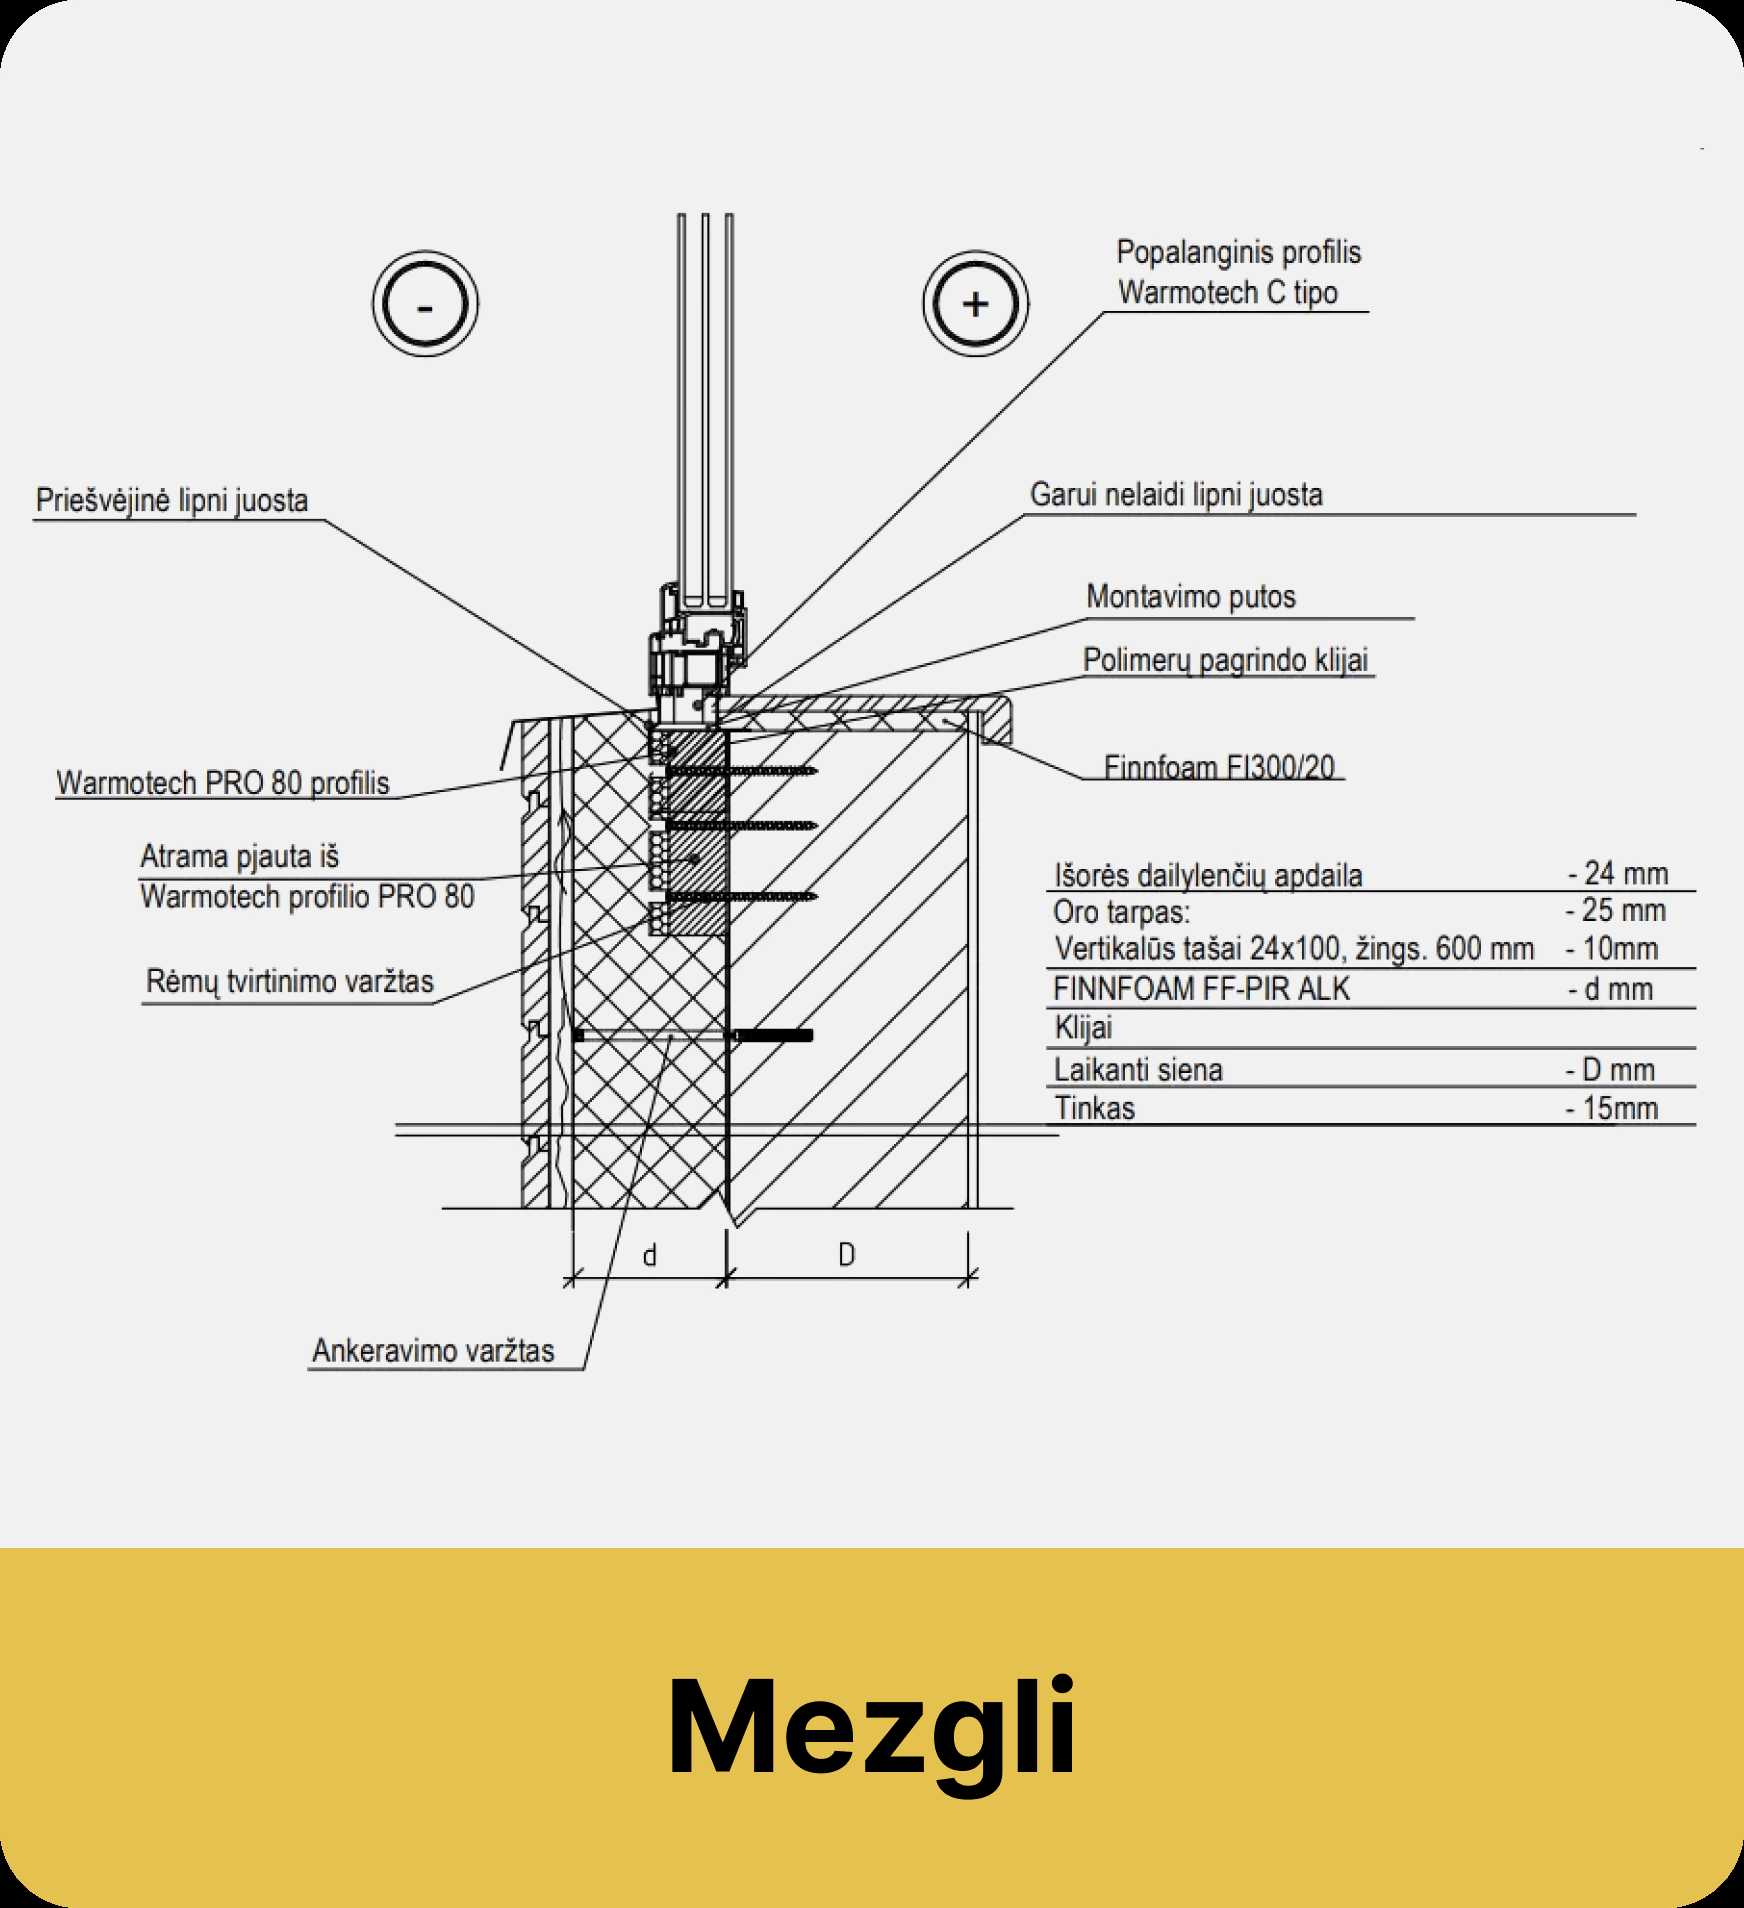 -
+
Popalanginis profilis
Warmotech C tipo
Priešvėjinė lipni juosta
Garui nelaidi lipni juosta
Montavimo putos
Polimerų pagrindo klijai
Finnfoam FI300/20
Warmotech PRO 80 profilis
Atrama pjauta iš
Warmotech profilio PRO 80
Rėmų tvirtinimo varžtas
Išorės dailylenčių apdaila - 24 mm
Oro tarpas: - 25 mm
Vertikalūs tašai 24x100, žings. 600 mm - 10mm
FINNFOAM FF-PIR ALK - d mm
Klijai
Laikanti siena - D mm
Tinkas - 15mm
d
D
Ankeravimo varžtas
Mezgli